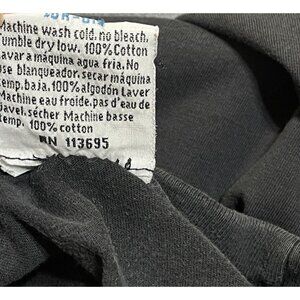 Machine wash cold. no bleach.
Tumble dry low. 100% Cotton
Lavar a máquina agua fria. No
Use blanqueador. secar máquina
temp. baja. 100% algodón Laver
Machine eau froide. pas d'eau de
Javel. sécher Machine basse
temp. 100% cotton
RN 113695